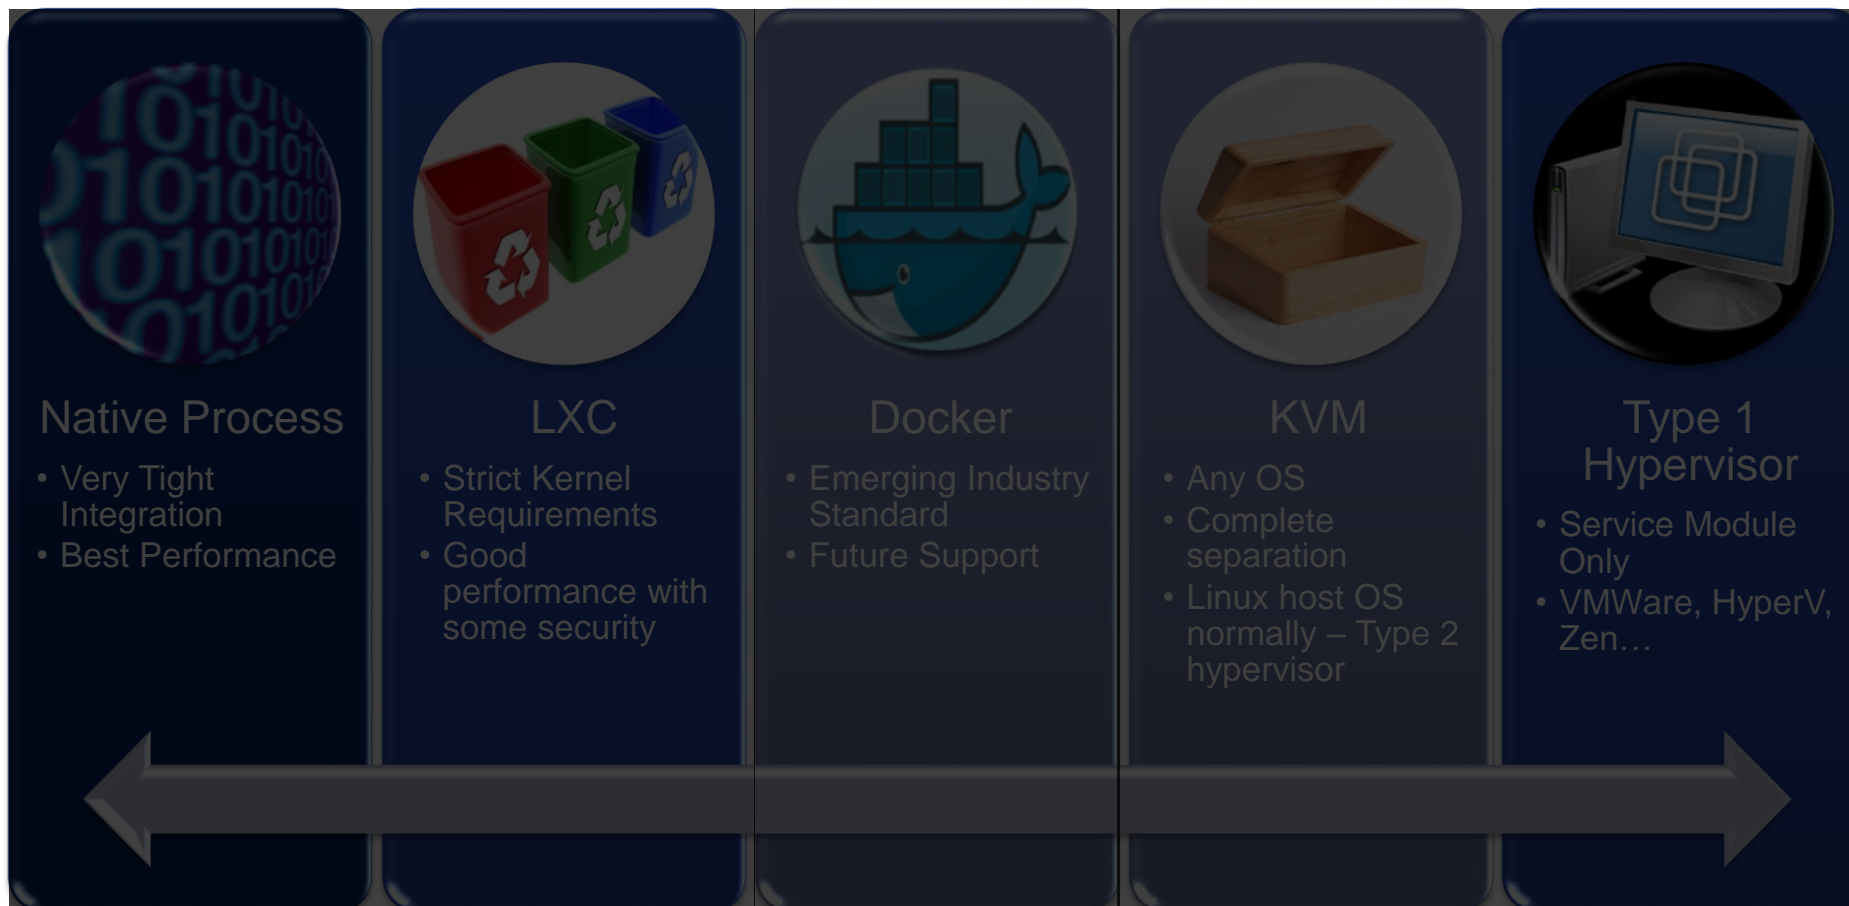 Native Process
• Very Tight
Integration
• Best Performance
LXC
• Strict Kernel
Requirements
• Good
performance with
some security
Docker
• Emerging Industry
Standard
• Future Support
KVM
• Any OS
• Complete
separation
• Linux host OS
normally – Type 2
hypervisor
Type 1
Hypervisor
• Service Module
Only
• VMWare, HyperV,
Zen…